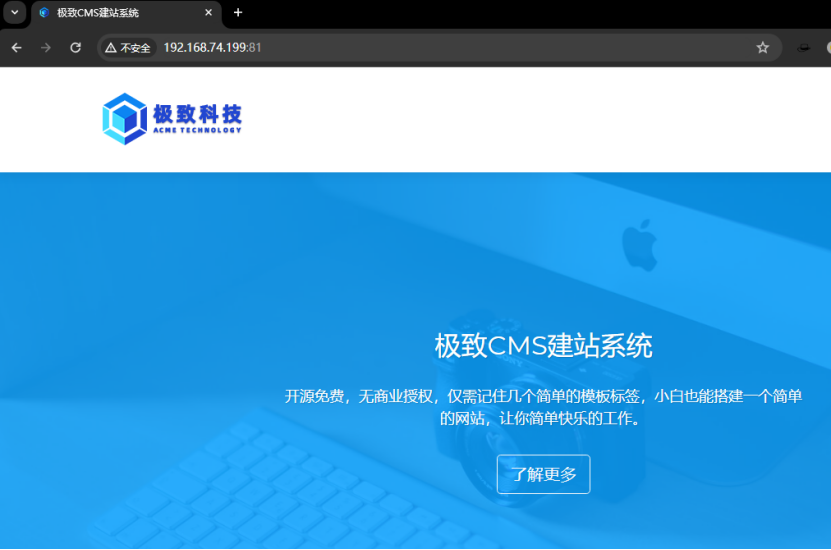 极致CMS建站系统
不安全 192.168.74.199:81
极致科技
ACME TECHNOLOGY
极致CMS建站系统
开源免费，无商业授权，仅需记住几个简单的模板标签，小白也能搭建一个简单
的网站，让你简单快乐的工作。
了解更多